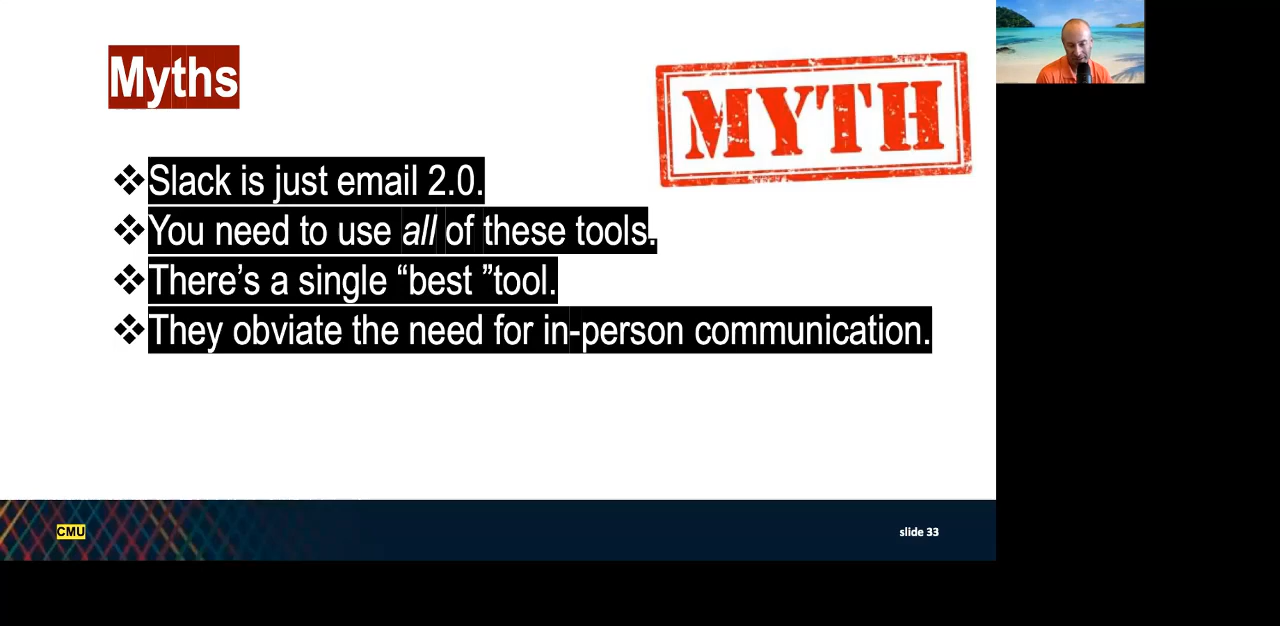 Myths
MYTH
Slack is just email 2.0.
You need to use all of these tools.
There's a single “best ”tool.
They obviate the need for in-person communication.
CMU
slide 33